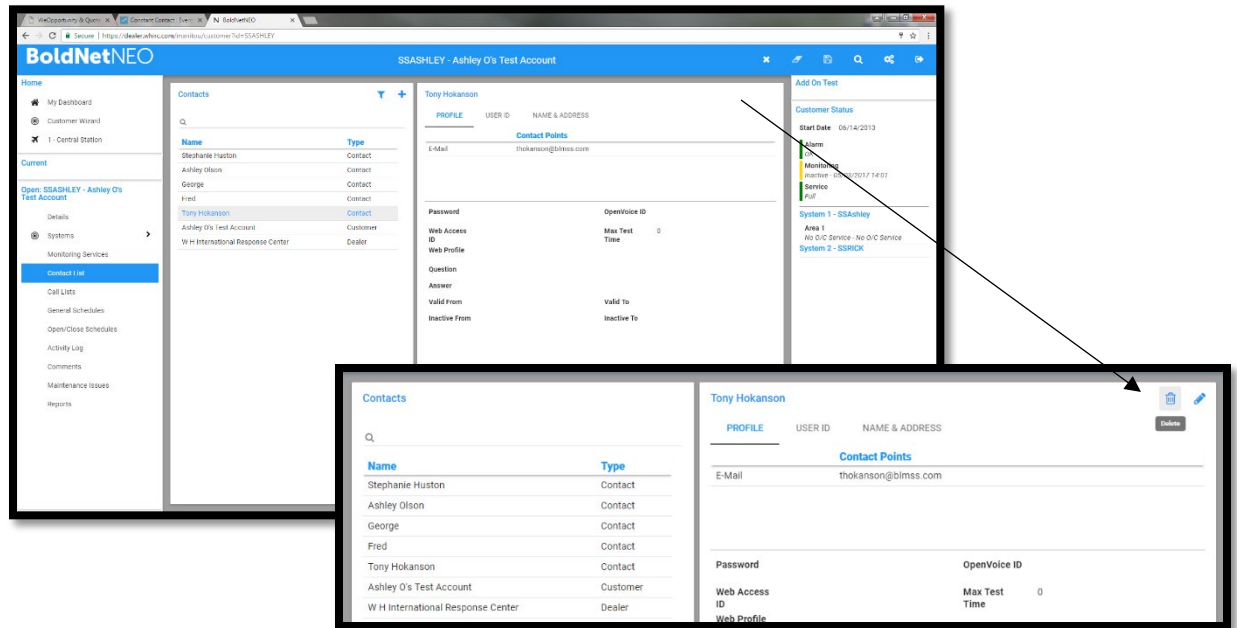 WeOpportunity & Quote
Constant Contact : Event
BoldNetNEO
Secure | https://dealer.whirc.com/manitou/customer?id=SSASHLEY
BoldNetNEO
SSASHLEY - Ashley O's Test Account
Home
My Dashboard
Customer Wizard
1 - Central Station
Current
Open: SSASHLEY - Ashley O's
Test Account
Details
Systems
Monitoring Services
Contact List
Call Lists
General Schedules
Open/Close Schedules
Activity Log
Comments
Maintenance Issues
Reports
Contacts
Name Type
Stephanie Huston Contact
Ashley Olson Contact
George Contact
Fred Contact
Tony Hokanson Contact
Ashley O's Test Account Customer
W H International Response Center Dealer
Tony Hokanson
PROFILE USER ID NAME & ADDRESS
Contact Points
E-Mail thokanson@blmss.com
Password OpenVoice ID
Web Access
ID
Max Test
Time
0
Web Profile
Question
Answer
Valid From Valid To
Inactive From Inactive To
Add On Test
Customer Status
Start Date 06/14/2013
Alarm
OK
Monitoring
Inactive - 05/03/2017 14:01
Service
Full
System 1 - SSAshley
Area 1
No O/C Service - No O/C Service
System 2 - SSRICK
Contacts
Name Type
Stephanie Huston Contact
Ashley Olson Contact
George Contact
Fred Contact
Tony Hokanson Contact
Ashley O's Test Account Customer
W H International Response Center Dealer
Tony Hokanson
Delete
PROFILE USER ID NAME & ADDRESS
Contact Points
E-Mail thokanson@blmss.com
Password OpenVoice ID
Web Access
ID
Max Test
Time
0
Web Profile